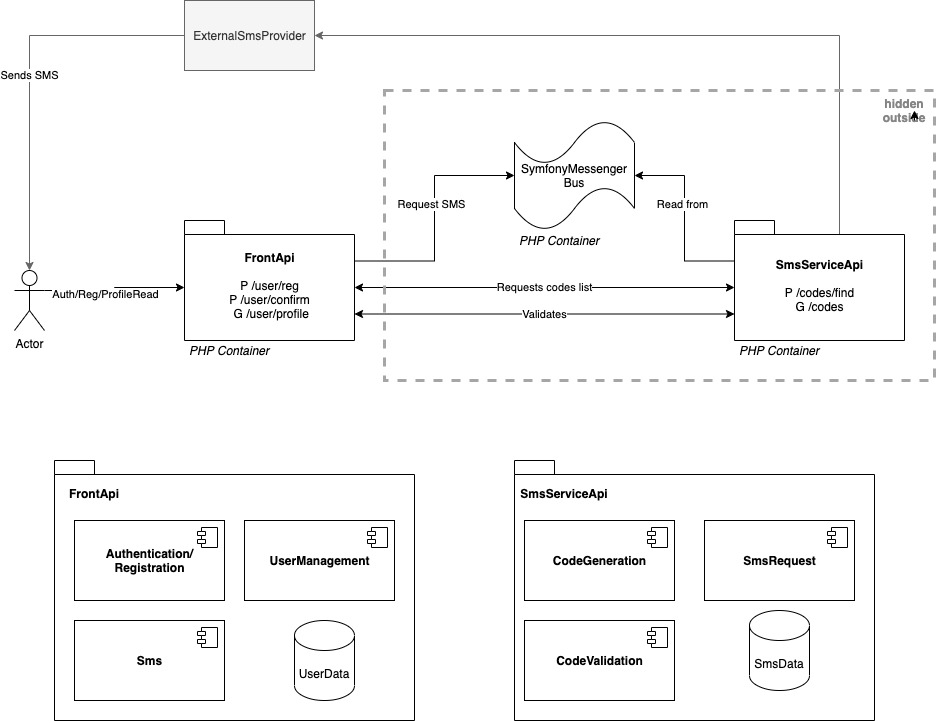 ExternalSmsProvider
Sends SMS
hidden
outside
SymfonyMessenger
Bus
Request SMS
Read from
PHP Container
FrontApi
P /user/reg
P /user/confirm
G /user/profile
SmsServiceApi
P /codes/find
G /codes
Auth/Reg/ProfileRead
Requests codes list
Validates
Actor
PHP Container
PHP Container
FrontApi
Authentication/
Registration
UserManagement
Sms
UserData
SmsServiceApi
CodeGeneration
SmsRequest
CodeValidation
SmsData